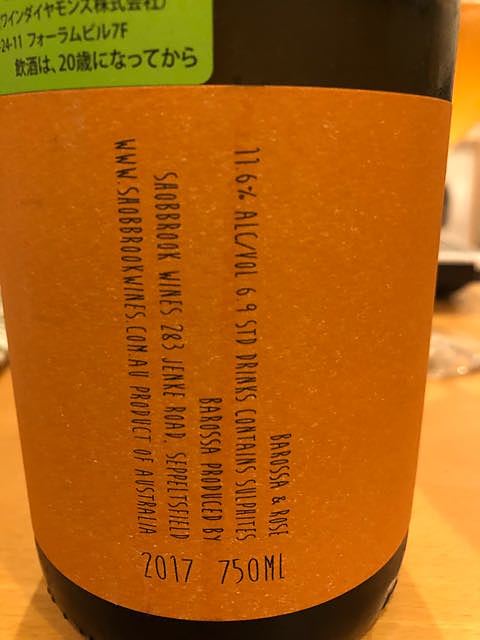 ワインダイヤモンズ株式会社)
-24-11 フォーラムビル7F
飲酒は、20歳になってから
BAROSSA & ROSE
11.6% ALC/VOL 6.9 STD DRINKS CONTAINS SULPHITES
BAROSSA PRODUCED BY
SHOBBROOK WINES 283 JENKE ROAD, SEPPELTSFIELD
WWW.SHOBBROOKWINES.COM.AU PRODUCT OF AUSTRALIA
2017 750ML